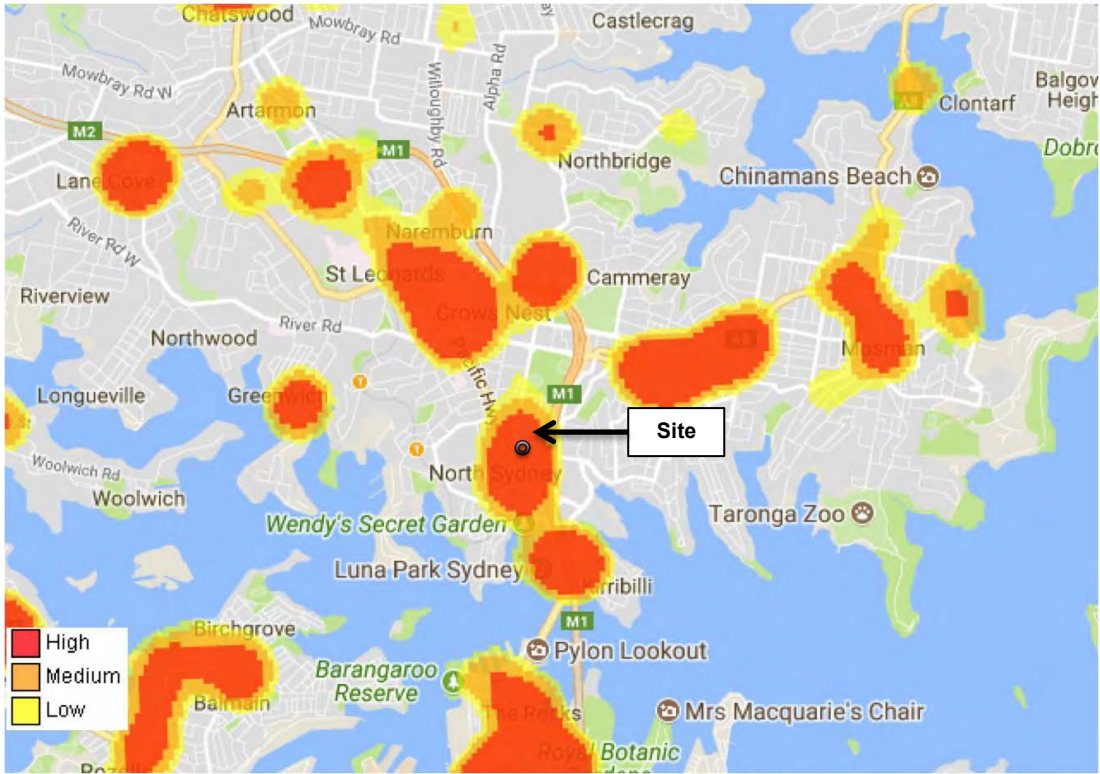 Chatswood
Mowbray Rd
Castlecrag
Alpha Rd
Willoughby Rd
Mowbray Rd W
Artarmon
Balgow
Heigh
A8
Clontarf
M2
M1
Northbridge
Dobro
Lane Cove
Chinamans Beach
River Rd W
Naremburn
St Leonards
Cammeray
Riverview
Crows Nest
River Rd
Northwood
A8
Mosman
Pacific Hwy
Longueville
Greenwich
M1
Site
North Sydney
Woolwich Rd
Woolwich
Wendy's Secret Garden
Taronga Zoo
Luna Park Sydney
Kirribilli
M1
High
Medium
Low
Birchgrove
Pylon Lookout
Barangaroo
Reserve
Balmain
The Rocks
Mrs Macquarie's Chair
Royal Botanic